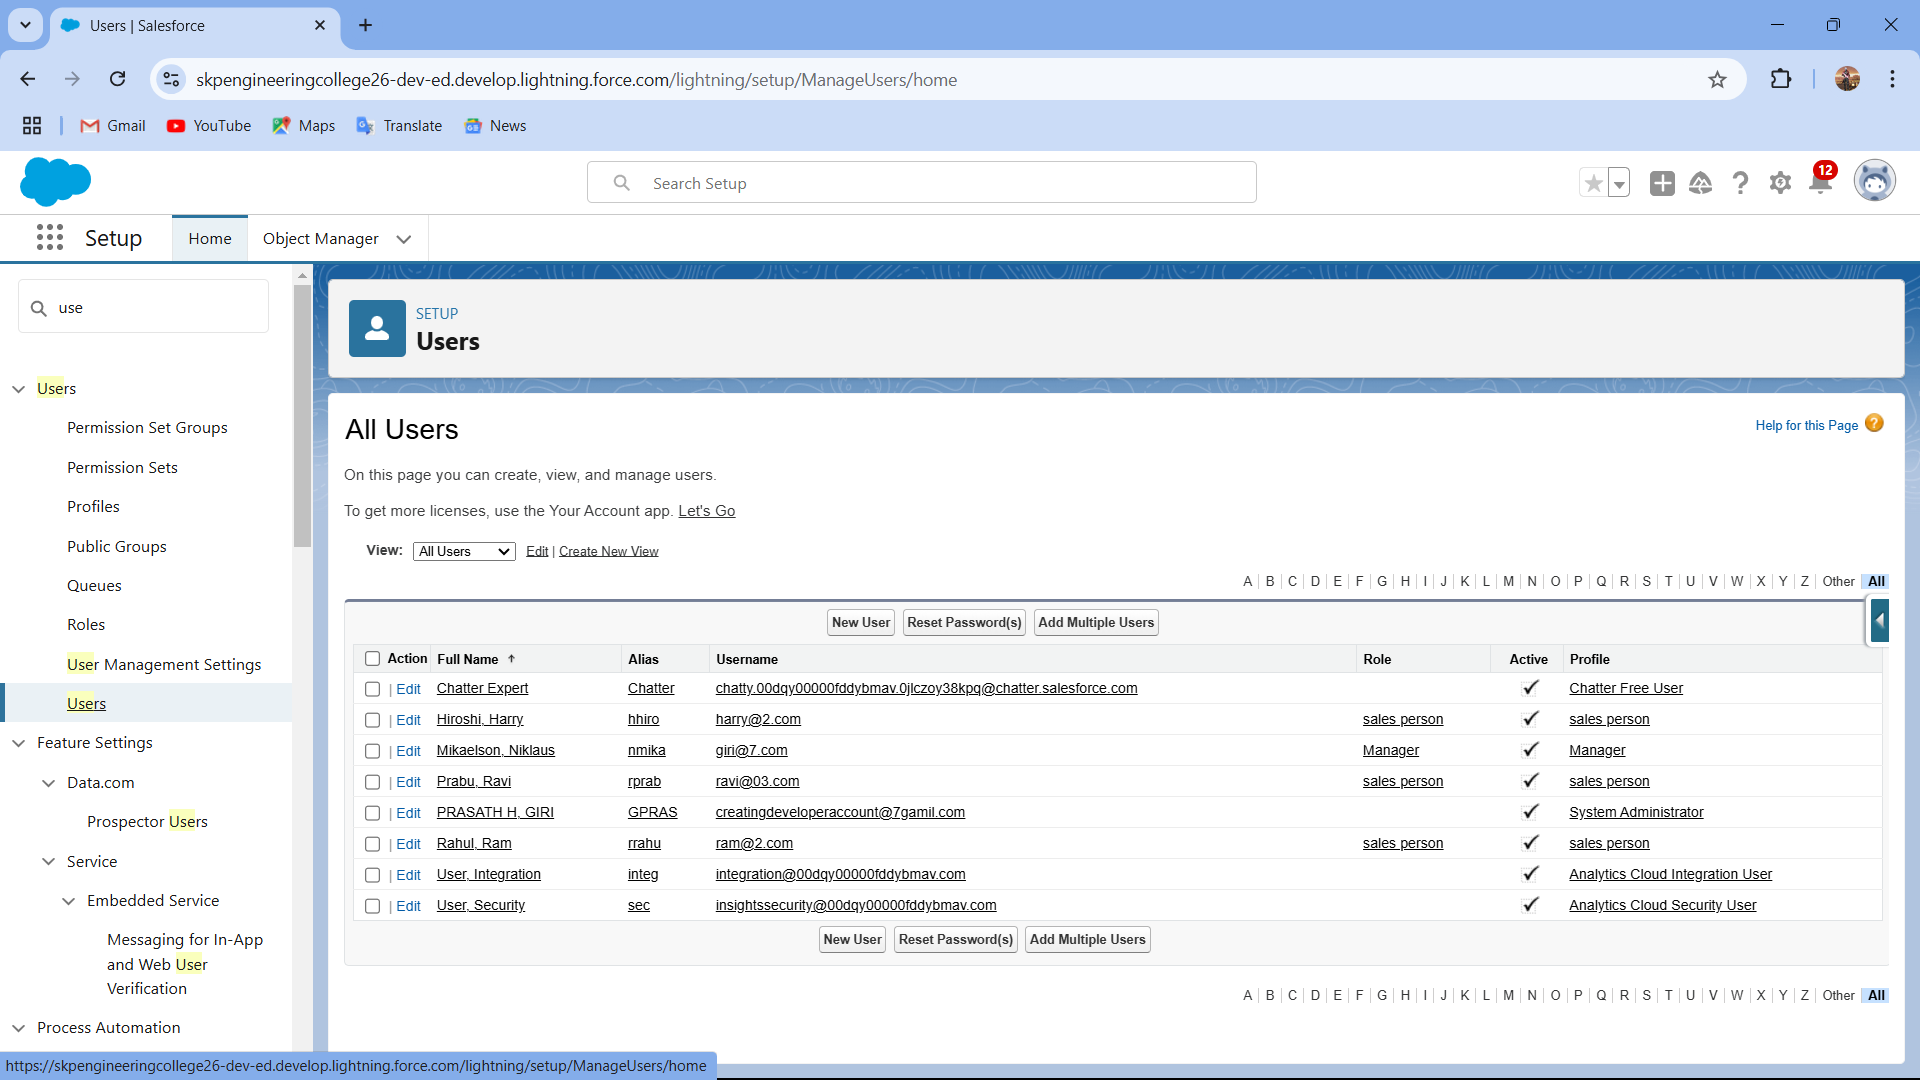 Users | Salesforce
skpengineeringcollege26-dev-ed.develop.lightning.force.com/lightning/setup/ManageUsers/home
Gmail YouTube Maps Translate News
Search Setup
12
Setup Home Object Manager
use
Users
Permission Set Groups
Permission Sets
Profiles
Public Groups
Queues
Roles
User Management Settings
Users
Feature Settings
Data.com
Prospector Users
Service
Embedded Service
Messaging for In-App
and Web User
Verification
Process Automation
SETUP
Users
All Users
Help for this Page ?
On this page you can create, view, and manage users.
To get more licenses, use the Your Account app. Let's Go
View: All Users Edit | Create New View
A | B | C | D | E | F | G | H | I | J | K | L | M | N | O | P | Q | R | S | T | U | V | W | X | Y | Z | Other | All
New User Reset Password(s) Add Multiple Users
Action Full Name ↑ Alias Username Role Active Profile
| Edit Chatter Expert Chatter chatty.00dqy00000fddybmav.0jlczoy38kpq@chatter.salesforce.com ✓ Chatter Free User
| Edit Hiroshi, Harry hhiro harry@2.com sales person ✓ sales person
| Edit Mikaelson, Niklaus nmika giri@7.com Manager ✓ Manager
| Edit Prabu, Ravi rprab ravi@03.com sales person ✓ sales person
| Edit PRASATH H, GIRI GPRAS creatingdeveloperaccount@7gamil.com ✓ System Administrator
| Edit Rahul, Ram rrahu ram@2.com sales person ✓ sales person
| Edit User, Integration integ integration@00dqy00000fddybmav.com ✓ Analytics Cloud Integration User
| Edit User, Security sec insightssecurity@00dqy00000fddybmav.com ✓ Analytics Cloud Security User
New User Reset Password(s) Add Multiple Users
A | B | C | D | E | F | G | H | I | J | K | L | M | N | O | P | Q | R | S | T | U | V | W | X | Y | Z | Other | All
https://skpengineeringcollege26-dev-ed.develop.lightning.force.com/lightning/setup/ManageUsers/home